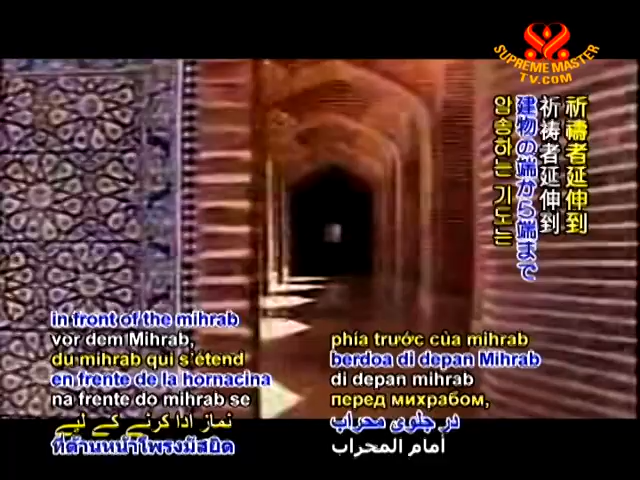 SUPREME MASTER
TV.COM
祈禱者延伸到
祈祷者延伸到
建物の端から端まで
암송하는 기도는
in front of the mihrab
vor dem Mihrab,
du mihrab qui s'étend
en frente de la hornacina
na frente do mihrab se
نماز ادا کرنے کے لیے
ที่ด้านหน้าโพรงมัสยิด
phía trước của mihrab
berdoa di depan Mihrab
di depan mihrab
перед михрабом,
در جلوی محراب
أمام المحراب